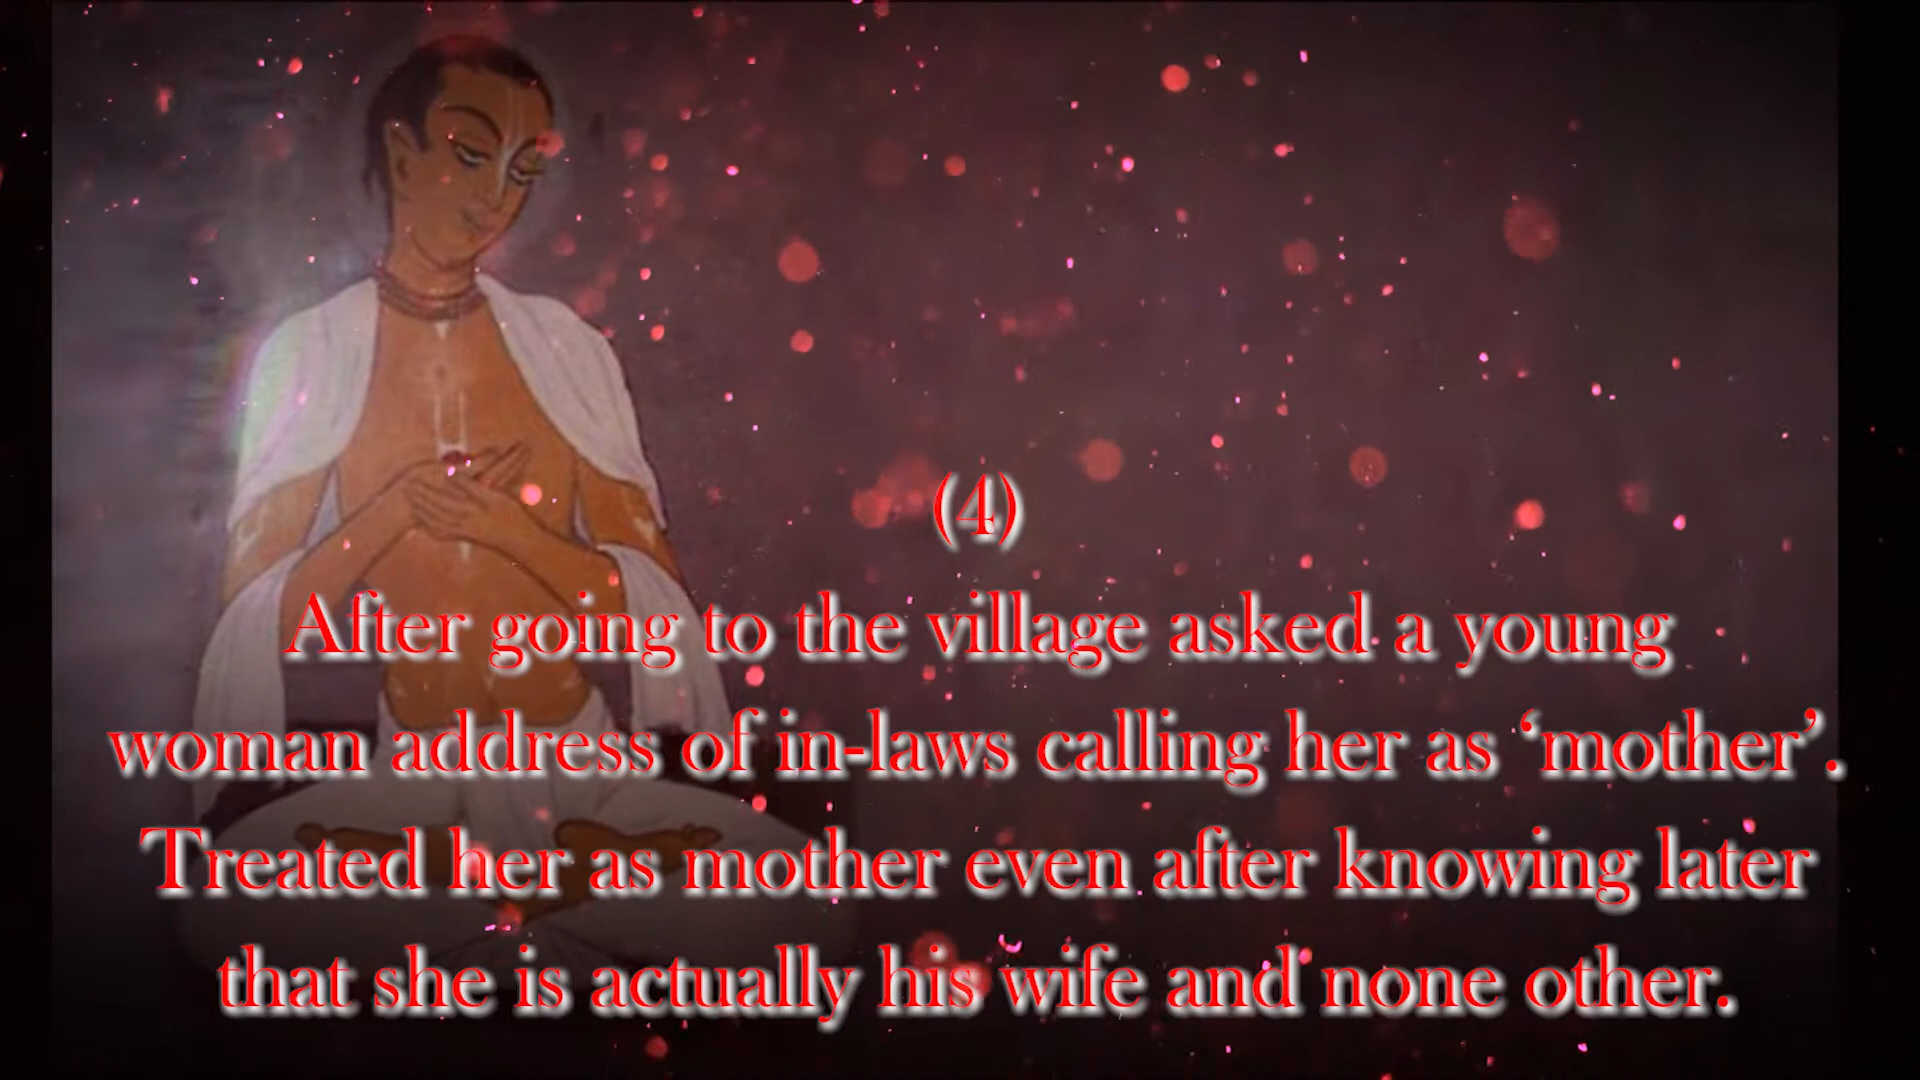 (4)
After going to the village asked a young
woman address of in-laws calling her as ‘mother’.
Treated her as mother even after knowing later
that she is actually his wife and none other.